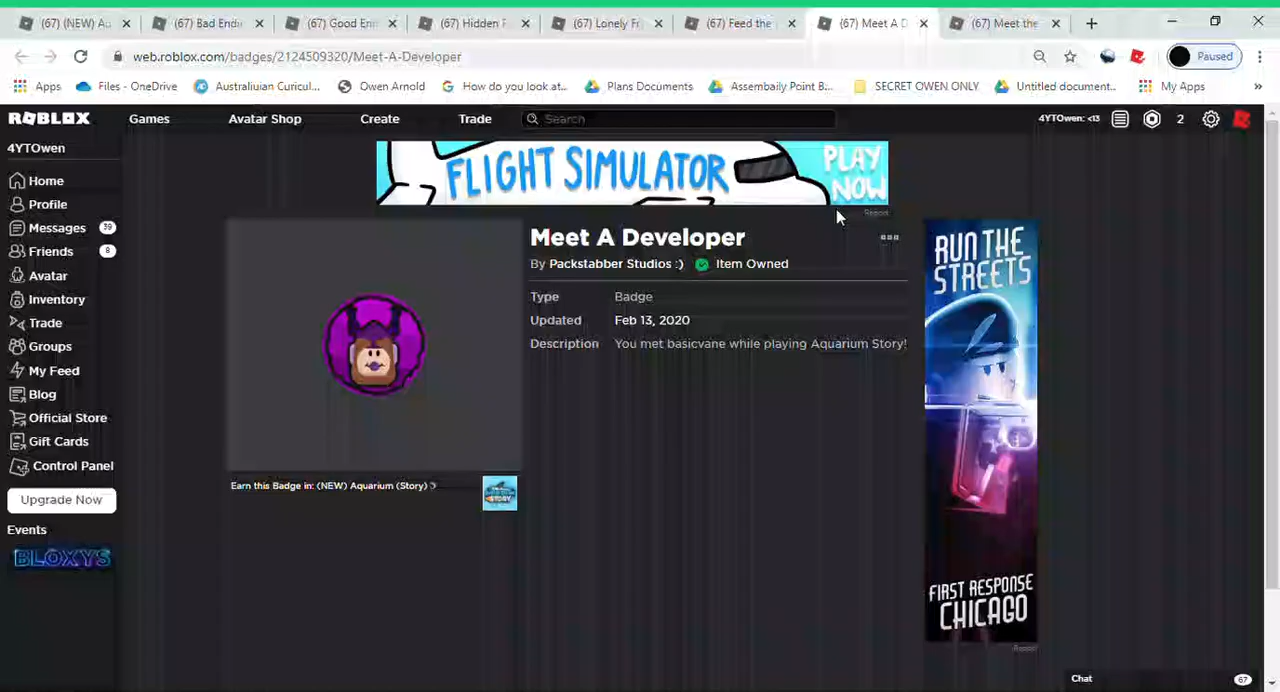 (67) (NEW) Au
(67) Bad Endi
(67) Good En
(67) Hidden F
(67) Lonely Fi
(67) Feed the
(67) Meet A D
(67) Meet the
web.roblox.com/badges/2124509320/Meet-A-Developer
Paused
Apps
Files - OneDrive
Australiuian Curicul...
Owen Arnold
How do you look at...
Plans Documents
Assembaily Point B...
SECRET OWEN ONLY
Untitled document...
My Apps
»
ROBLOX
Games
Avatar Shop
Create
Trade
Search
4YTOwen: <13
2
4YTOwen
Home
Profile
Messages 39
Friends 8
Avatar
Inventory
Trade
Groups
My Feed
Blog
Official Store
Gift Cards
Control Panel
Upgrade Now
Events
BLOXYS
FLIGHT SIMULATOR
PLAY
NOW
Report
Meet A Developer
By Packstabber Studios :) Item Owned
Type Badge
Updated Feb 13, 2020
Description You met basicvane while playing Aquarium Story!
Earn this Badge in: (NEW) Aquarium (Story)
RUN THE
STREETS
FIRST RESPONSE
CHICAGO
Report
Chat
67